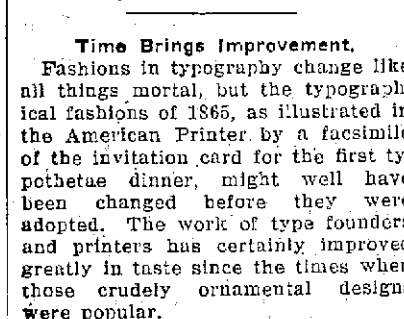 Time Brings Improvement.
Fashions in typography change like
all things mortal, but the typograph-
ical fashions of 1865, as illustrated in
the American Printer by a facsimile
of the invitation card for the first ty-
pothetae dinner, might well have
been changed before they were
adopted. The work of type founders
and printers has certainly improved
greatly in taste since the times when
those crudely ornamental designs
were popular.